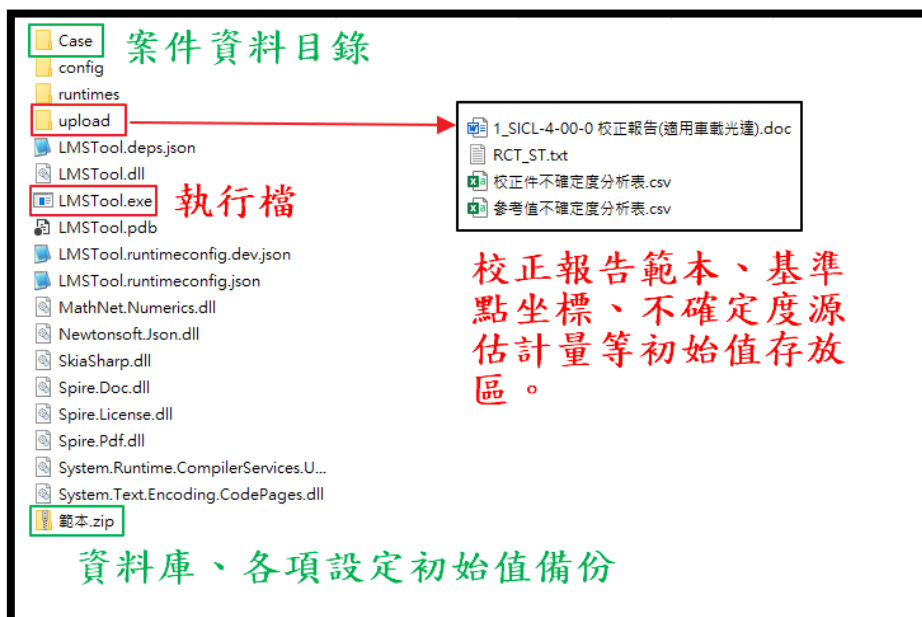 Case
案件資料目錄
config
runtimes
upload
LMSTool.deps.json
LMSTool.dll
LMSTool.exe
執行檔
LMSTool.pdb
LMSTool.runtimeconfig.dev.json
LMSTool.runtimeconfig.json
MathNet.Numerics.dll
Newtonsoft.Json.dll
SkiaSharp.dll
Spire.Doc.dll
Spire.License.dll
Spire.Pdf.dll
System.Runtime.CompilerServices.U...
System.Text.Encoding.CodePages.dll
範本.zip
資料庫、各項設定初始值備份
1_SICL-4-00-0 校正報告(適用車載光達).doc
RCT_ST.txt
校正件不確定度分析表.csv
參考值不確定度分析表.csv
校正報告範本、基準
點坐標、不確定度源
估計量等初始值存放
區。